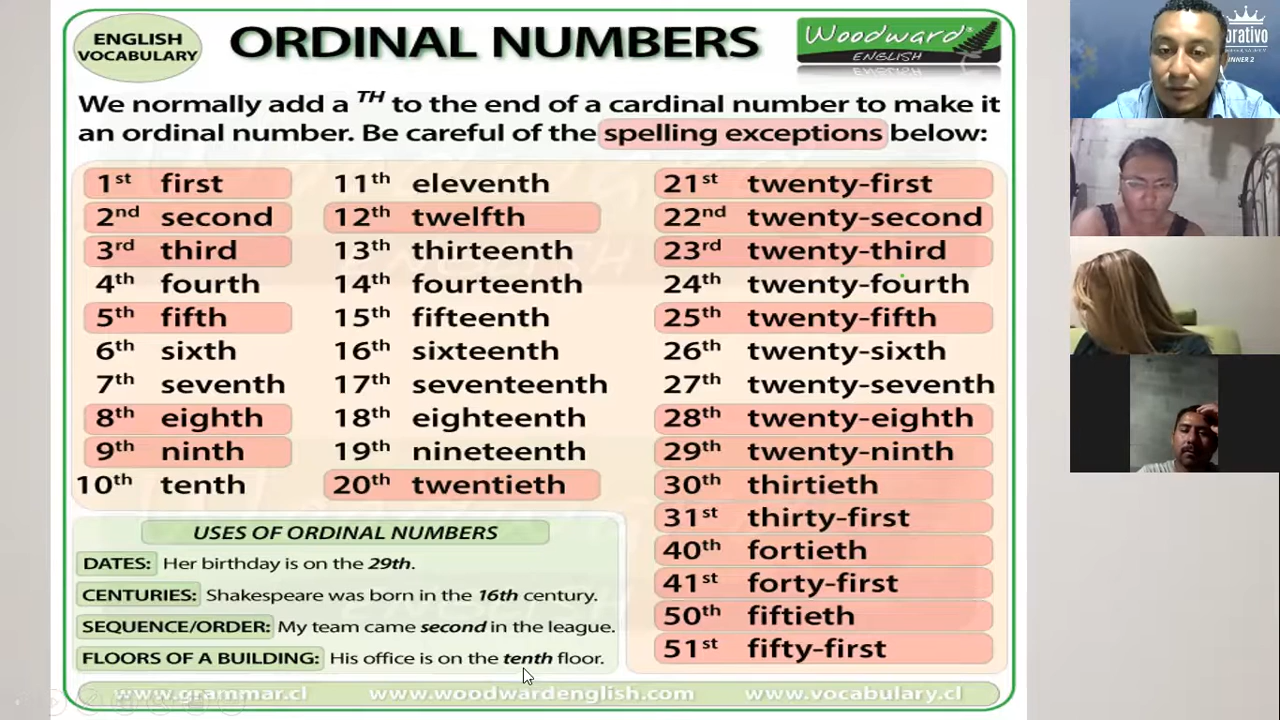 ENGLISH
VOCABULARY
ORDINAL NUMBERS
Woodward®
ENGLISH
We normally add a TH to the end of a cardinal number to make it
an ordinal number. Be careful of the spelling exceptions below:
1st first
2nd second
3rd third
4th fourth
5th fifth
6th sixth
7th seventh
8th eighth
9th ninth
10th tenth
11th eleventh
12th twelfth
13th thirteenth
14th fourteenth
15th fifteenth
16th sixteenth
17th seventeenth
18th eighteenth
19th nineteenth
20th twentieth
21st twenty-first
22nd twenty-second
23rd twenty-third
24th twenty-fourth
25th twenty-fifth
26th twenty-sixth
27th twenty-seventh
28th twenty-eighth
29th twenty-ninth
30th thirtieth
31st thirty-first
40th fortieth
41st forty-first
50th fiftieth
51st fifty-first
USES OF ORDINAL NUMBERS
DATES: Her birthday is on the 29th.
CENTURIES: Shakespeare was born in the 16th century.
SEQUENCE/ORDER: My team came second in the league.
FLOORS OF A BUILDING: His office is on the tenth floor.
www.grammar.cl www.woodwardenglish.com www.vocabulary.cl
orativo
INNER 2